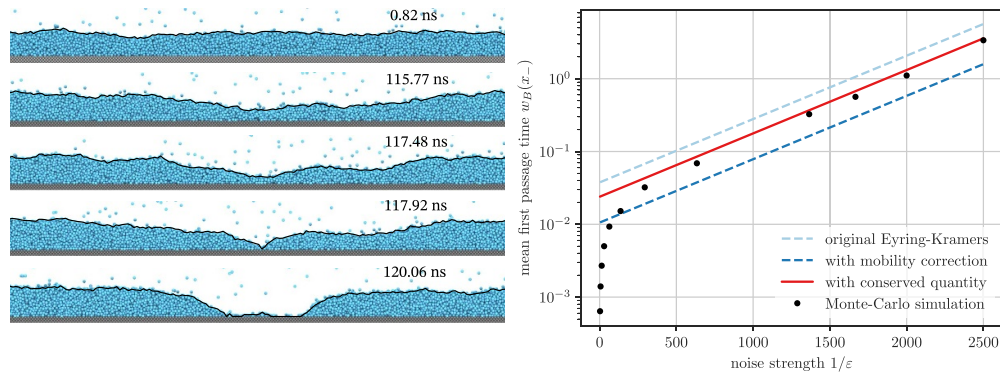 0.82 ns
115.77 ns
117.48 ns
117.92 ns
120.06 ns
mean first passage time $w_B(x_-)$
10⁰
10⁻¹
10⁻²
10⁻³
original Eyring-Kramers
with mobility correction
with conserved quantity
Monte-Carlo simulation
0 500 1000 1500 2000 2500
noise strength 1/ε